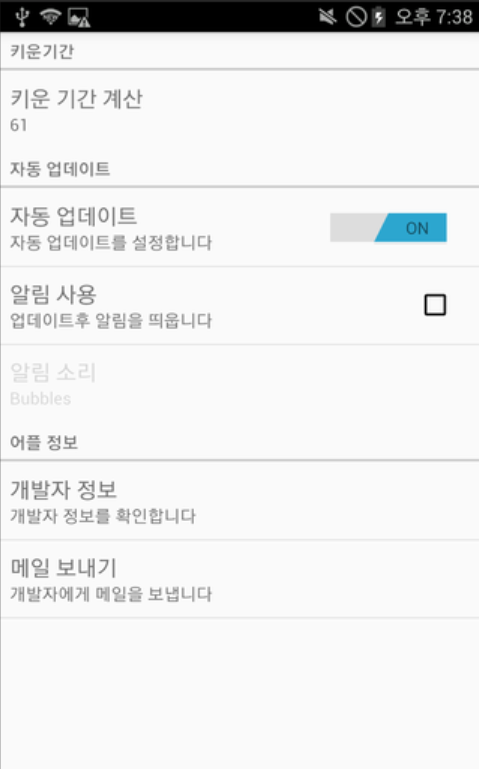 오후 7:38
키운기간
키운 기간 계산
61
자동 업데이트
자동 업데이트
자동 업데이트를 설정합니다
ON
알림 사용
업데이트후 알림을 띄웁니다
알림 소리
Bubbles
어플 정보
개발자 정보
개발자 정보를 확인합니다
메일 보내기
개발자에게 메일을 보냅니다